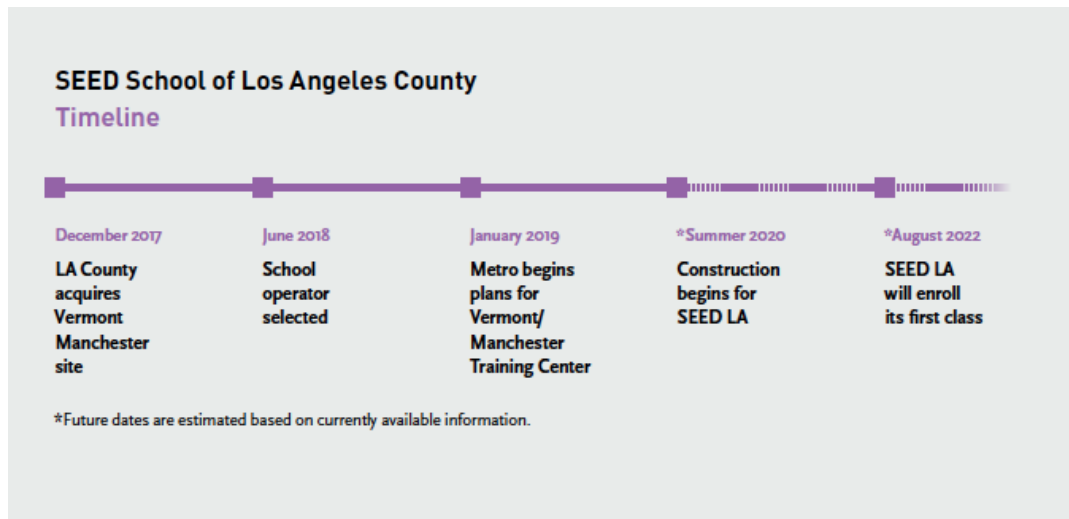 SEED School of Los Angeles County
Timeline
December 2017
LA County
acquires
Vermont
Manchester
site
June 2018
School
operator
selected
January 2019
Metro begins
plans for
Vermont/
Manchester
Training Center
*Summer 2020
Construction
begins for
SEED LA
*August 2022
SEED LA
will enroll
its first class
*Future dates are estimated based on currently available information.